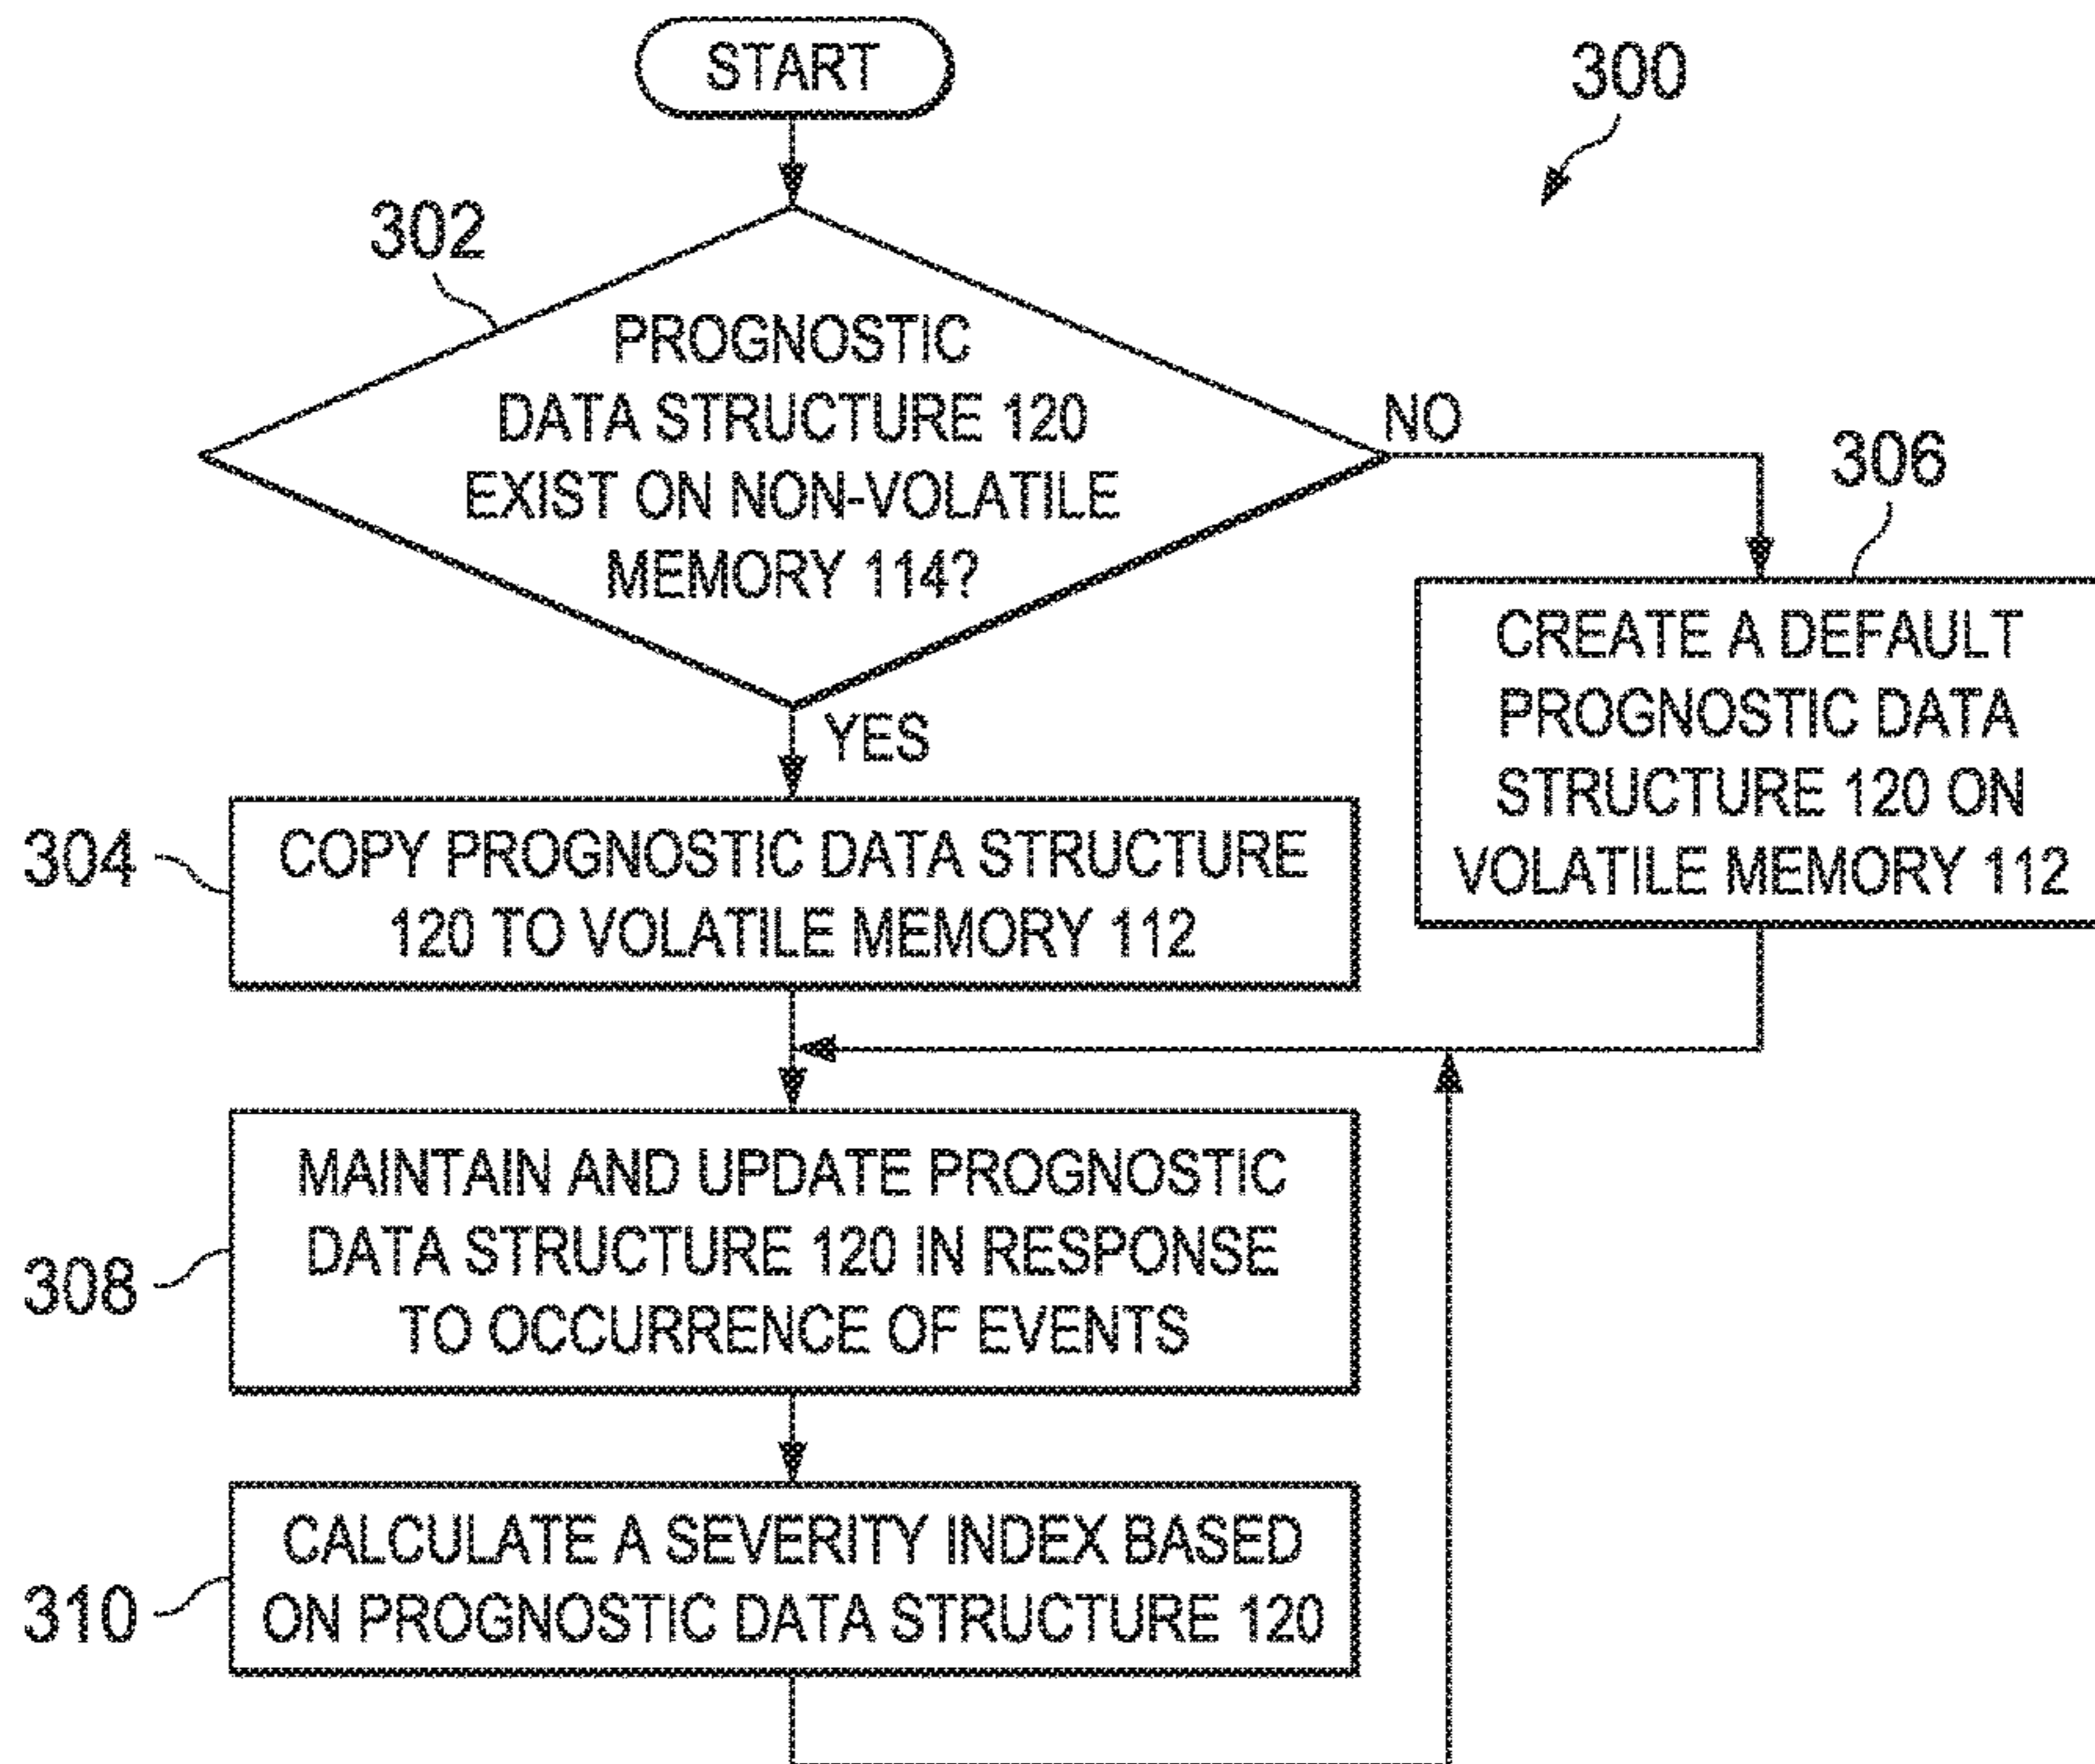 START
300
302
PROGNOSTIC
DATA STRUCTURE 120
EXIST ON NON-VOLATILE
MEMORY 114?
NO
306
CREATE A DEFAULT
PROGNOSTIC DATA
STRUCTURE 120 ON
VOLATILE MEMORY 112
YES
304
COPY PROGNOSTIC DATA STRUCTURE
120 TO VOLATILE MEMORY 112
308
MAINTAIN AND UPDATE PROGNOSTIC
DATA STRUCTURE 120 IN RESPONSE
TO OCCURRENCE OF EVENTS
310
CALCULATE A SEVERITY INDEX BASED
ON PROGNOSTIC DATA STRUCTURE 120